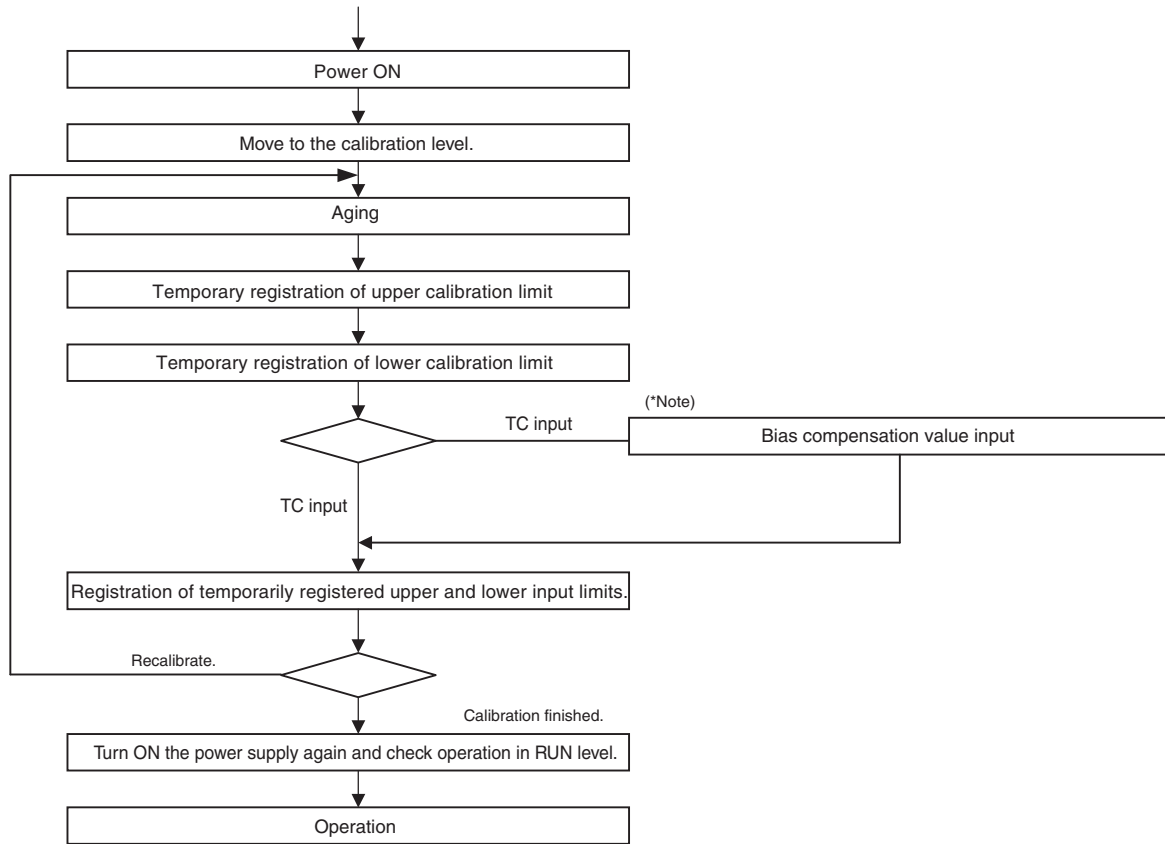 Power ON
Move to the calibration level.
Aging
Temporary registration of upper calibration limit
Temporary registration of lower calibration limit
(*Note)
TC input
Bias compensation value input
TC input
Registration of temporarily registered upper and lower input limits.
Recalibrate.
Calibration finished.
Turn ON the power supply again and check operation in RUN level.
Operation